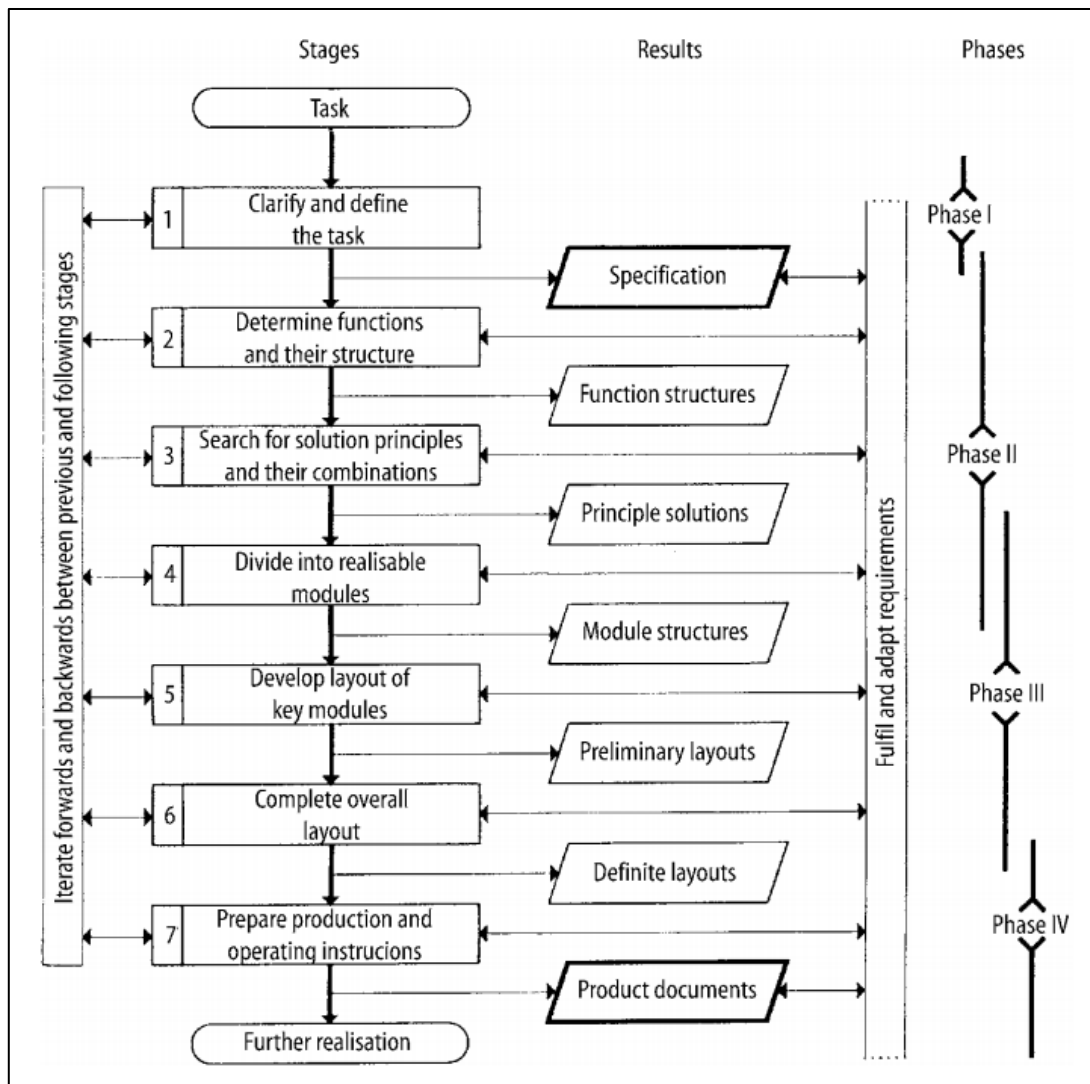 Stages Results Phases
Task
1 Clarify and define
the task
Phase I
Specification
2 Determine functions
and their structure
Function structures
3 Search for solution principles
and their combinations
Phase II
Principle solutions
4 Divide into realisable
modules
Module structures
5 Develop layout of
key modules
Phase III
Preliminary layouts
6 Complete overall
layout
Definite layouts
7 Prepare production and
operating instrucions
Phase IV
Product documents
Further realisation
Iterate forwards and backwards between previous and following stages
Fulfil and adapt requirements